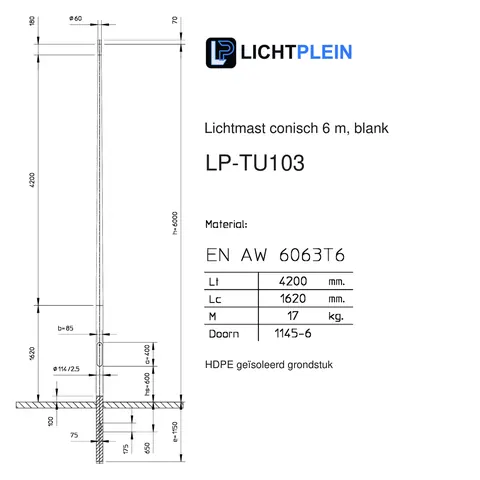 180
ø60
70
LP LICHTPLEIN
Lichtmast conisch 6 m, blank
LP-TU103
4200
h=6000
Material:
EN AW 6063T6
Lt 4200 mm.
Lc 1620 mm.
M 17 kg.
Doorn 1145-6
HDPE geïsoleerd grondstuk
b=85
1620
a=400
ø114/2.5
hs=600
100
75
175
650
e=1150